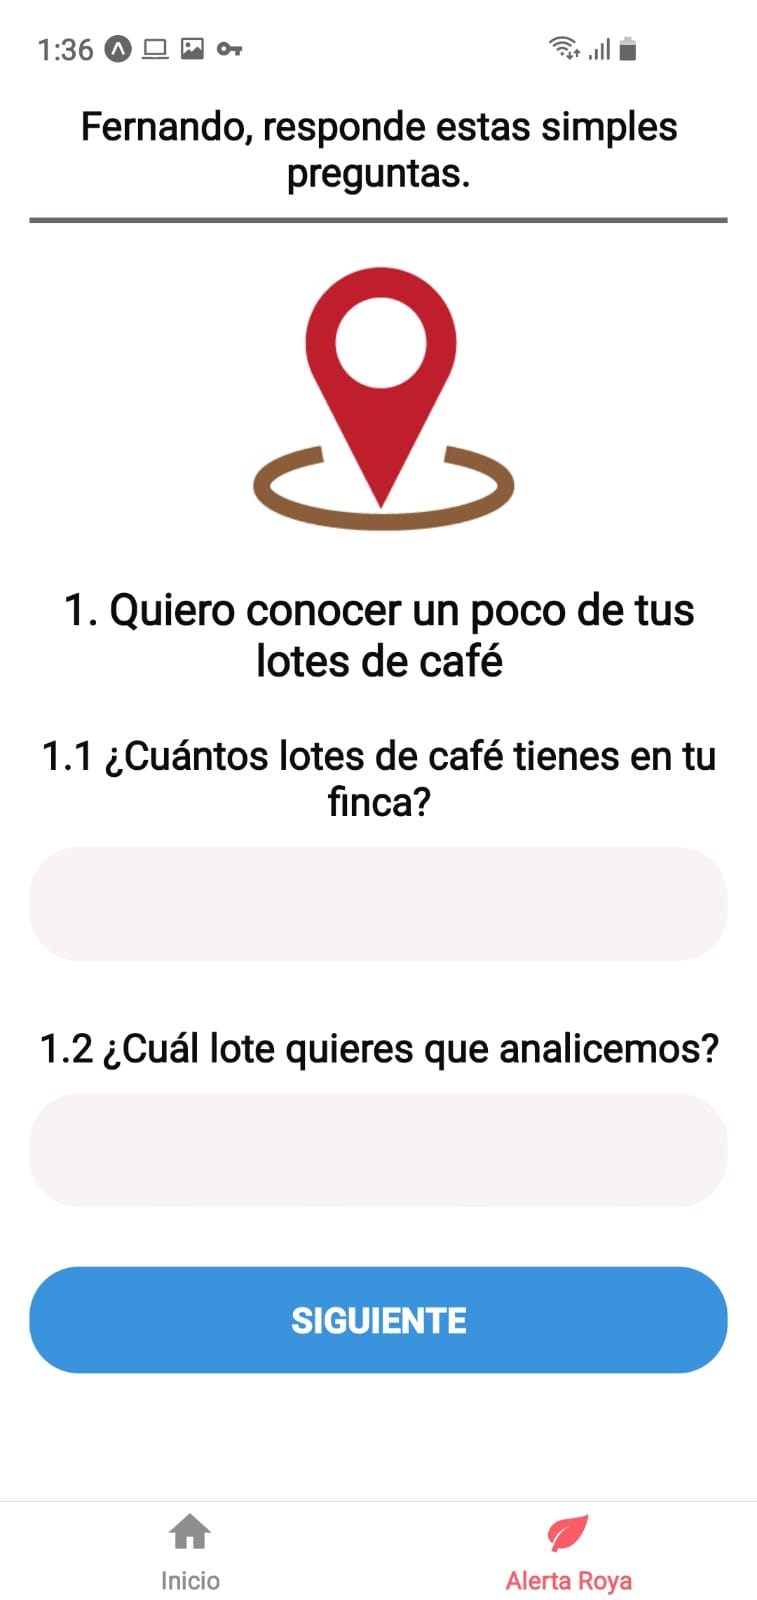 1:36
Fernando, responde estas simples
preguntas.
1. Quiero conocer un poco de tus
lotes de café
1.1 ¿Cuántos lotes de café tienes en tu
finca?
1.2 ¿Cuál lote quieres que analicemos?
SIGUIENTE
Inicio
Alerta Roya